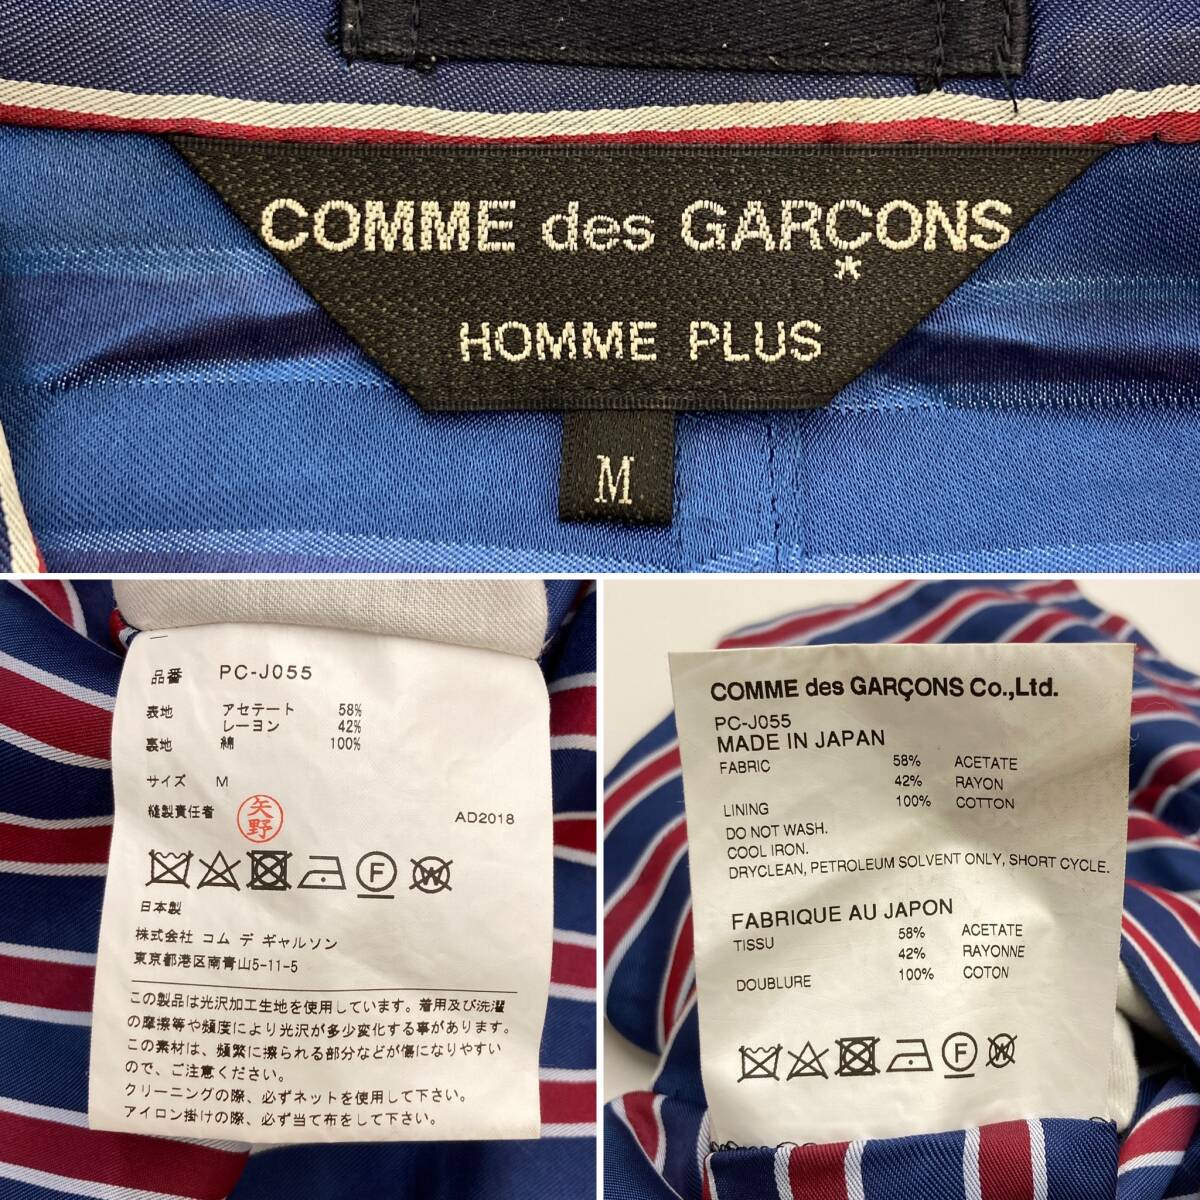 COMME des GARÇONS
*
HOMME PLUS
M
品番 PC-J055
表地 アセテート 58%
レーヨン 42%
裏地 綿 100%
サイズ M
縫製責任者 矢野 AD2018
日本製
株式会社 コム デ ギャルソン
東京都港区南青山5-11-5
この製品は光沢加工生地を使用しています。着用及び洗濯
の摩擦等や頻度により光沢が多少変化する事があります。
この素材は、頻繁に擦られる部分などが傷になりやすい
ので、ご注意ください。
クリーニングの際、必ずネットを使用して下さい。
アイロン掛けの際、必ず当て布をして下さい。
COMME des GARÇONS Co.,Ltd.
PC-J055
MADE IN JAPAN
FABRIC 58% ACETATE
42% RAYON
LINING 100% COTTON
DO NOT WASH.
COOL IRON.
DRYCLEAN, PETROLEUM SOLVENT ONLY, SHORT CYCLE.
FABRIQUE AU JAPON
TISSU 58% ACETATE
42% RAYONNE
DOUBLURE 100% COTON